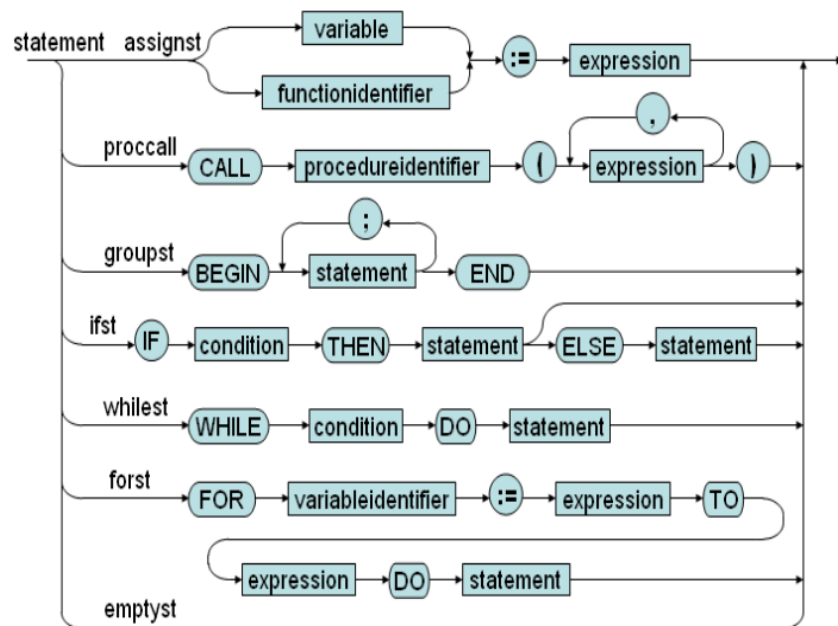 variable
statement assignst := expression
functionidentifier
,
proccall CALL procedureidentifier ( expression )
;
groupst BEGIN statement END
ifst IF condition THEN statement ELSE statement
whilest WHILE condition DO statement
forst FOR variableidentifier := expression TO
expression DO statement
emptyst